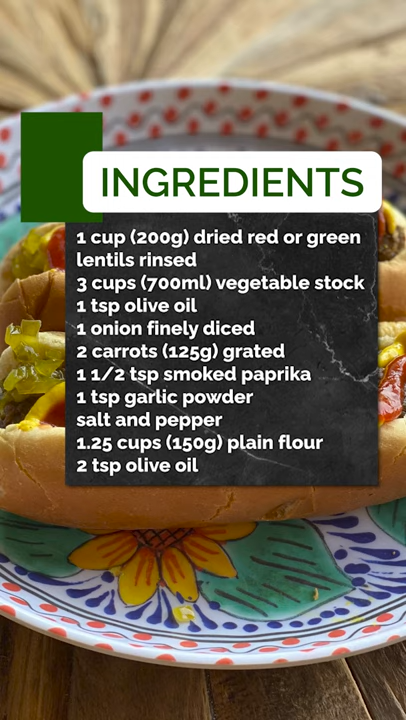 INGREDIENTS
1 cup (200g) dried red or green
lentils rinsed
3 cups (700ml) vegetable stock
1 tsp olive oil
1 onion finely diced
2 carrots (125g) grated
1 1/2 tsp smoked paprika
1 tsp garlic powder
salt and pepper
1.25 cups (150g) plain flour
2 tsp olive oil